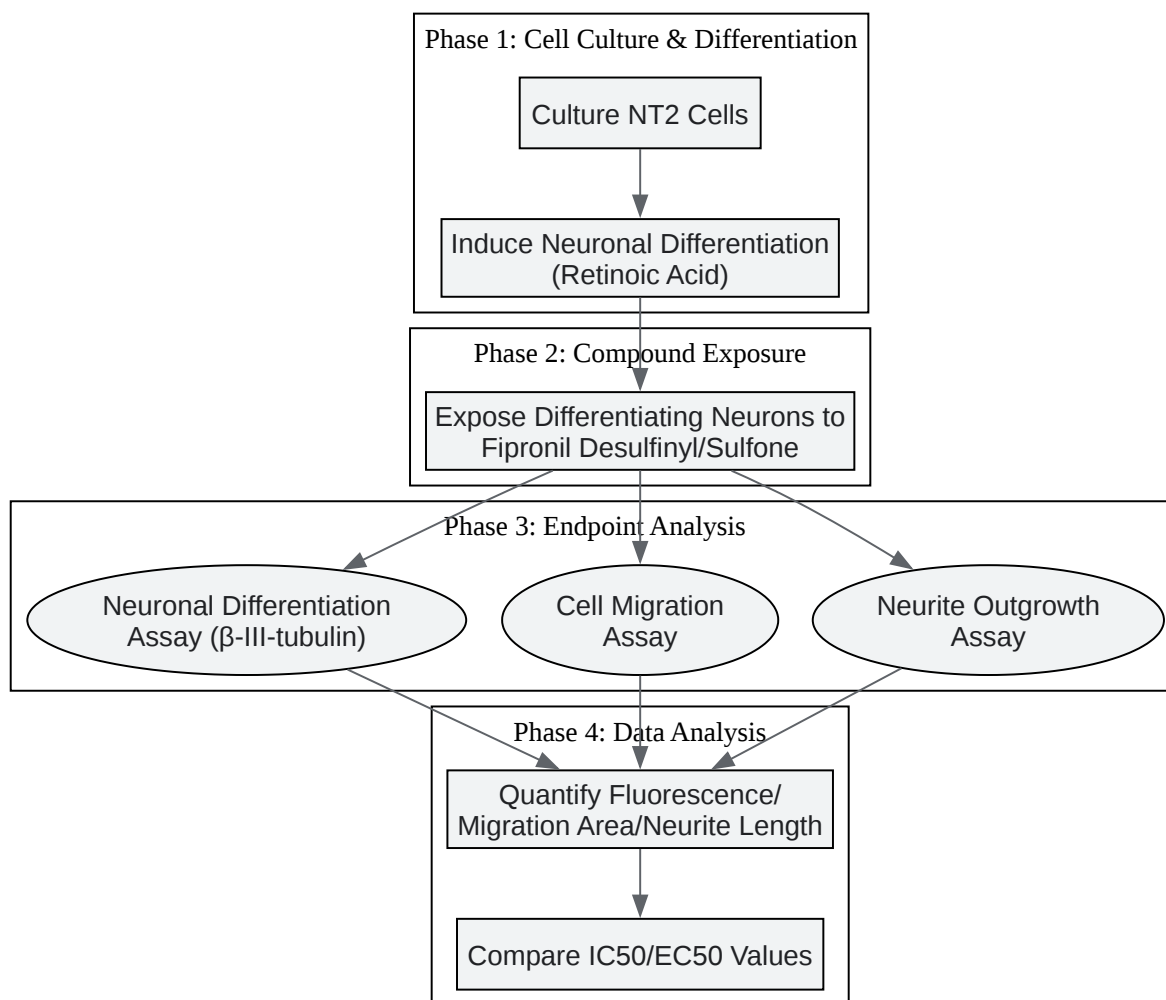 Phase 1: Cell Culture & Differentiation
Culture NT2 Cells
Induce Neuronal Differentiation
(Retinoic Acid)
Phase 2: Compound Exposure
Expose Differentiating Neurons to
Fipronil Desulfinyl/Sulfone
Phase 3: Endpoint Analysis
Neuronal Differentiation
Assay (β-III-tubulin)
Cell Migration
Assay
Neurite Outgrowth
Assay
Phase 4: Data Analysis
Quantify Fluorescence/
Migration Area/Neurite Length
Compare IC50/EC50 Values